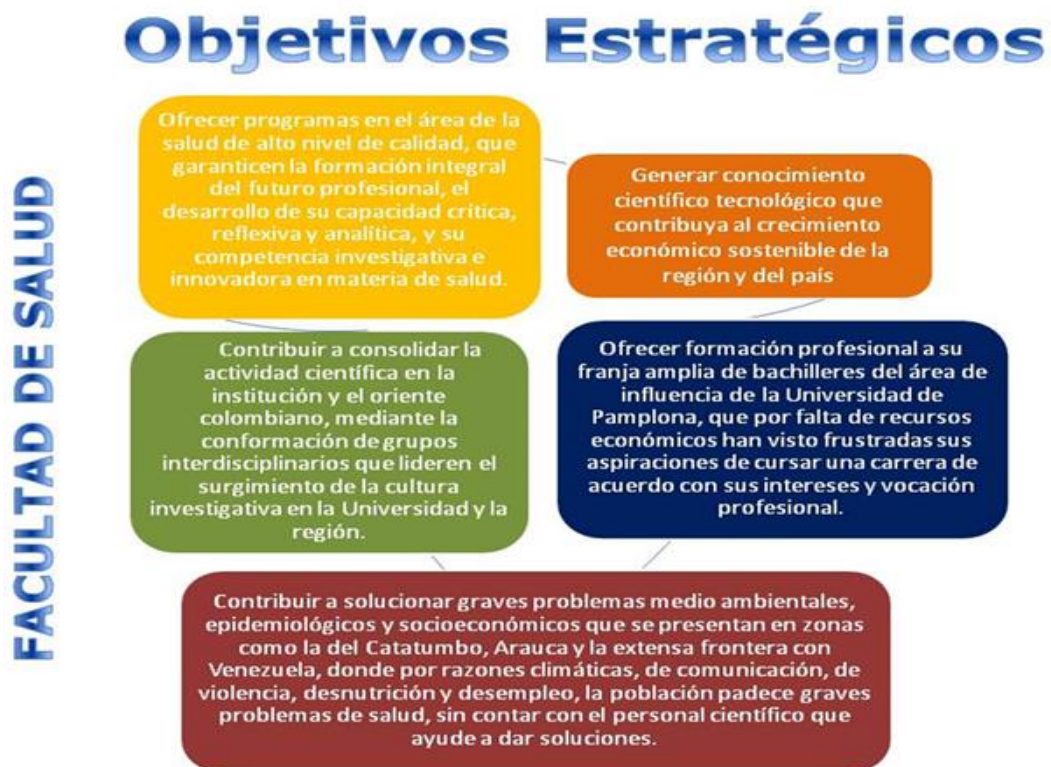 Objetivos Estratégicos
FACULTAD DE SALUD
Ofrecer programas en el área de la
salud de alto nivel de calidad, que
garanticen la formación integral
del futuro profesional, el
desarrollo de su capacidad crítica,
reflexiva y analítica, y su
competencia investigativa e
innovadora en materia de salud.
Generar conocimiento
científico tecnológico que
contribuya al crecimiento
económico sostenible de la
región y del país
Contribuir a consolidar la
actividad científica en la
institución y el oriente
colombiano, mediante la
conformación de grupos
interdisciplinarios que lideren el
surgimiento de la cultura
investigativa en la Universidad y la
región.
Ofrecer formación profesional a su
franja amplia de bachilleres del área de
influencia de la Universidad de
Pamplona, que por falta de recursos
económicos han visto frustradas sus
aspiraciones de cursar una carrera de
acuerdo con sus intereses y vocación
profesional.
Contribuir a solucionar graves problemas medio ambientales,
epidemiológicos y socioeconómicos que se presentan en zonas
como la del Catatumbo, Arauca y la extensa frontera con
Venezuela, donde por razones climáticas, de comunicación, de
violencia, desnutrición y desempleo, la población padece graves
problemas de salud, sin contar con el personal científico que
ayude a dar soluciones.